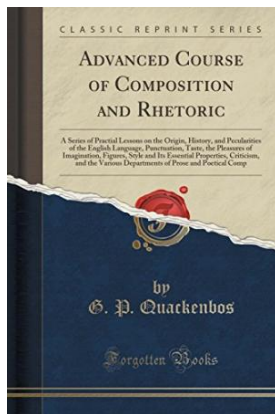 CLASSIC REPRINT SERIES
ADVANCED COURSE
OF COMPOSITION
AND RHETORIC
A Series of Practial Lessons on the Origin, History, and Peculiarities
of the English Language, Punctuation, Taste, the Pleasures of
Imagination, Figures, Style and Its Essential Properties, Criticism,
and the Various Departments of Prose and Poetical Comp
by
G. P. Quackenbos
Forgotten Books